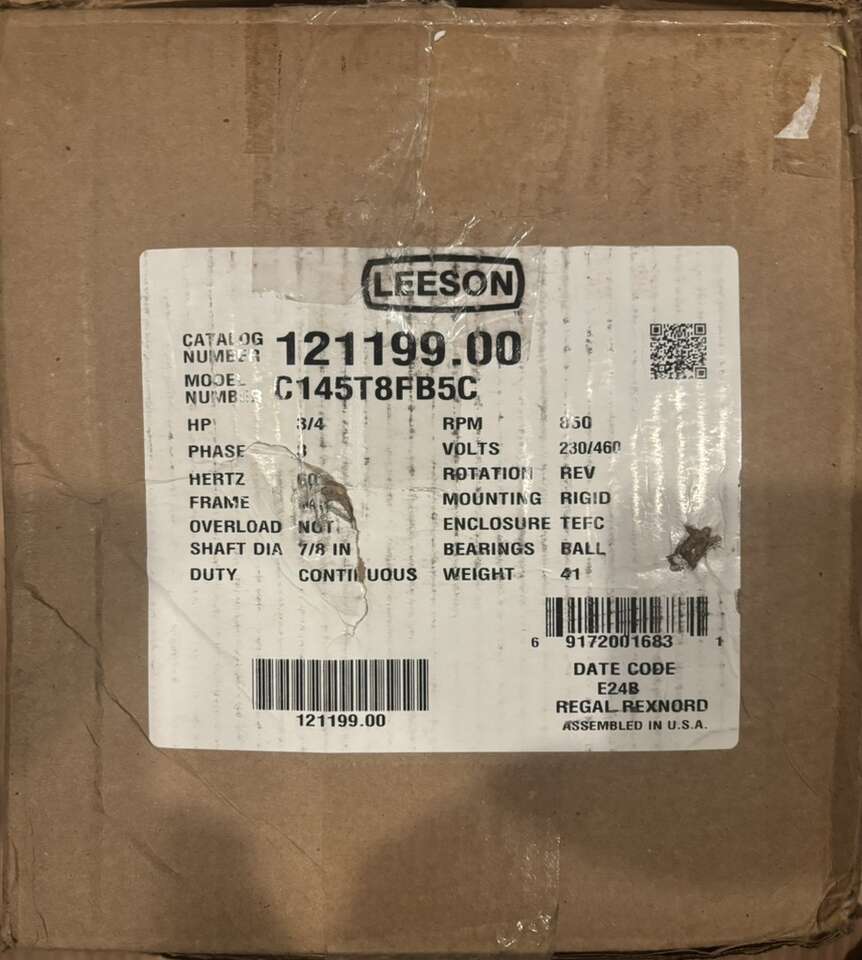 LEESON
CATALOG NUMBER 121199.00
MODEL NUMBER C145T8FB5C
HP 3/4 RPM 850
PHASE 3 VOLTS 230/460
HERTZ 60 ROTATION REV
FRAME MOUNTING RIGID
OVERLOAD NOT ENCLOSURE TEFC
SHAFT DIA 7/8 IN BEARINGS BALL
DUTY CONTINUOUS WEIGHT 41
6 9172001683 1
121199.00
DATE CODE
E24B
REGAL REXNORD
ASSEMBLED IN U.S.A.